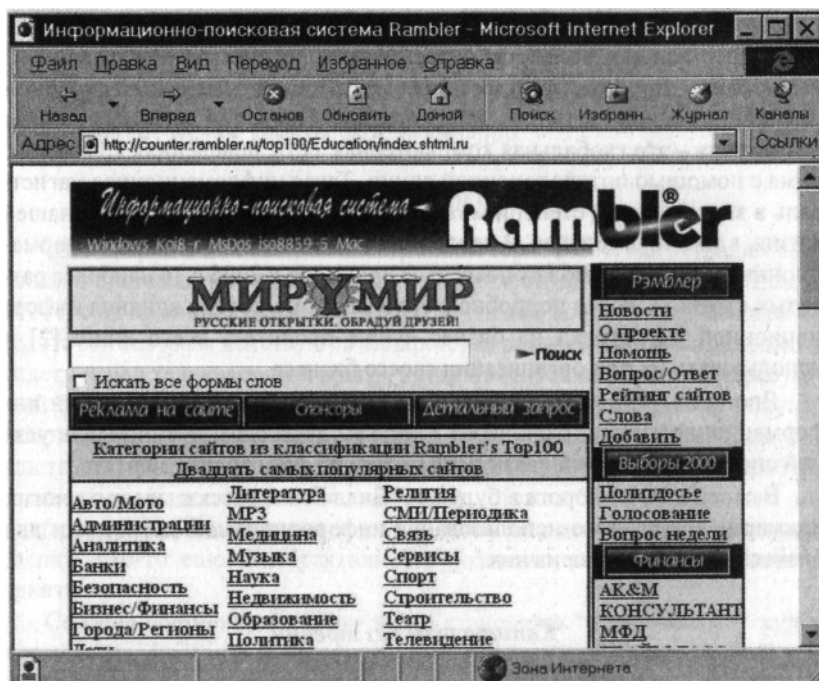 Информационно-поисковая система Rambler - Microsoft Internet Explorer
Файл Правка Вид Переход Избранное Справка
Назад Вперед Останов Обновить Домой Поиск Избранн.. Журнал Каналы
Адрес http://counter.rambler.ru/top100/Education/index.shtml.ru Ссылки
Информационно-поисковая система
Rambler®
Windows Koi8-r MsDos Iso8859-5 Mac
МИР МИР
РУССКИЕ ОТКРЫТКИ. ОБРАДУЙ ДРУЗЕЙ!
Поиск
Искать все формы слов
Реклама на сайте Спонсоры Детальный запрос
Категории сайтов из классификации Rambler's Top100
Двадцать самых популярных сайтов
Авто/Мото
Администрации
Аналитика
Банки
Безопасность
Бизнес/Финансы
Города/Регионы
Литература
MP3
Медицина
Музыка
Наука
Недвижимость
Образование
Политика
Религия
СМП/Периодика
Связь
Сервисы
Спорт
Строительство
Театр
Телевидение
Рэмблер
Новости
О проекте
Помощь
Вопрос/Ответ
Рейтинг сайтов
Слова
Добавить
Выборы 2000
Политдосье
Голосование
Вопрос недели
Финансы
АК&М
КОНСУЛЬТАНТ
МФД
Зона Интернета